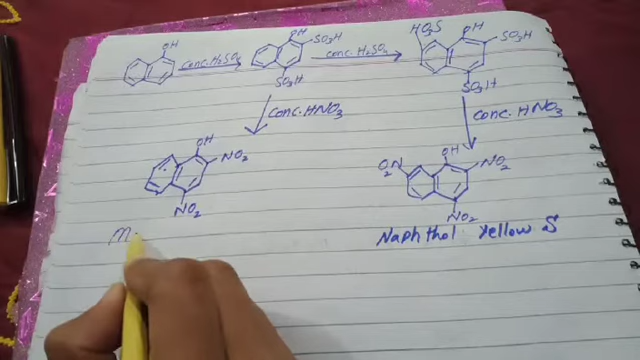 OH
conc. H2SO4
OH
SO3H
SO3H
conc. H2SO4
HO3S
OH
SO3H
SO3H
conc. HNO3
conc. HNO3
OH
NO2
NO2
O2N
OH
NO2
NO2
Naphthol Yellow S
M